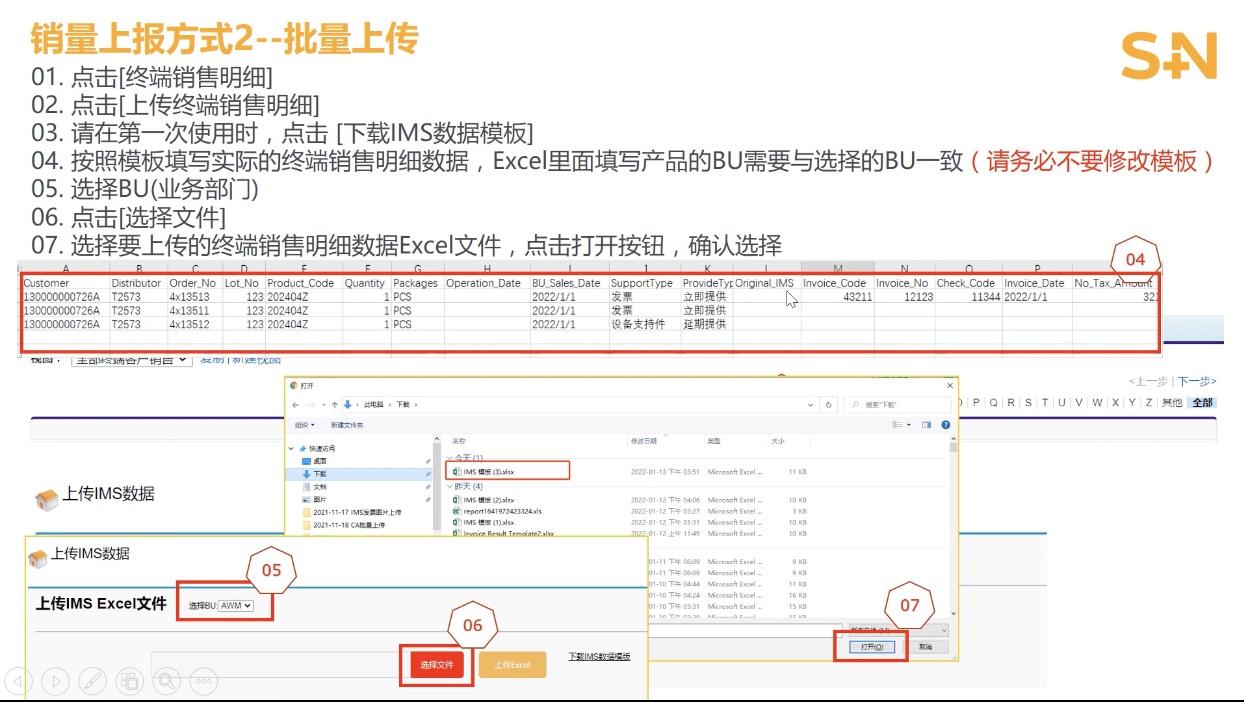 销量上报方式2--批量上传
S+N
01. 点击[终端销售明细]
02. 点击[上传终端销售明细]
03. 请在第一次使用时，点击 [下载IMS数据模板]
04. 按照模板填写实际的终端销售明细数据，Excel里面填写产品的BU需要与选择的BU一致（请务必不要修改模板）
05. 选择BU(业务部门)
06. 点击[选择文件]
07. 选择要上传的终端销售明细数据Excel文件，点击打开按钮，确认选择
04
A B C D E F G H I J K L M N O P
Customer Distributor Order_No Lot_No Product_Code Quantity Packages Operation_Date BU_Sales_Date SupportType ProvideTyp Original_IMS Invoice_Code Invoice_No Check_Code Invoice_Date No_Tax_Amount
130000000726A T2573 4x13513 123 202404Z 1 PCS 2022/1/1 发票 立即提供 43211 12123 11344 2022/1/1 321
130000000726A T2573 4x13511 123 202404Z 1 PCS 2022/1/1 发票 立即提供
130000000726A T2573 4x13512 123 202404Z 1 PCS 2022/1/1 设备支持件 延期提供
视图： 全部终端客户销售 复制|新建视图
<上一步 | 下一步>
O P Q R S T U V W X Y Z 其他 全部
打开
此电脑 › 下载 ›
搜索"下载"
组织 新建文件夹
名称 修改日期 类型 大小
快速访问
桌面
下载
文档
图片
2021-11-17 IMS发票图片上传
2021-11-18 CA批量上传
今天 (1)
IMS 模板 (3).xlsx 2022-01-13 下午 03:51 Microsoft Excel ... 11 KB
昨天 (4)
IMS 模板 (2).xlsx 2022-01-12 下午 04:06 Microsoft Excel ... 10 KB
report1641972423324.xls 2022-01-12 下午 03:27 Microsoft Excel ... 3 KB
IMS 模板 (1).xlsx 2022-01-12 下午 03:31 Microsoft Excel ... 10 KB
Invoice Result Template2.xlsx 2022-01-12 上午 11:49 Microsoft Excel ... 10 KB
01-11 下午 06:09 Microsoft Excel ... 9 KB
01-11 下午 06:09 Microsoft Excel ... 9 KB
01-10 下午 04:44 Microsoft Excel ... 11 KB
01-10 下午 04:24 Microsoft Excel ... 16 KB
01-10 下午 03:31 Microsoft Excel ... 15 KB
上传IMS数据
07
打开(O) 取消
上传IMS数据
05
上传IMS Excel文件
选择BU: AWM
06
选择文件
上传Excel
下载IMS数据模板